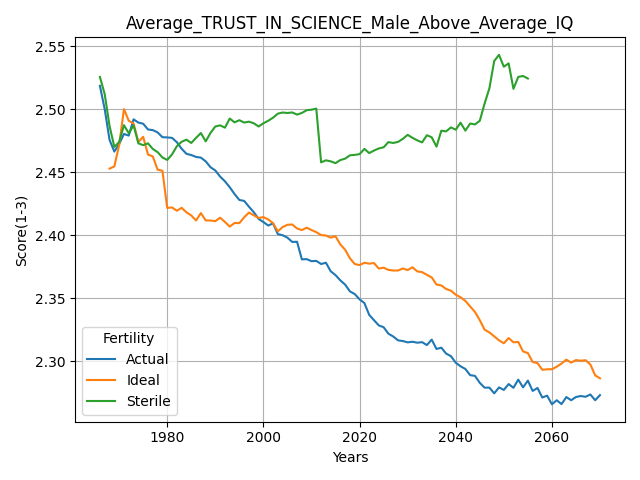 Average_TRUST_IN_SCIENCE_Male_Above_Average_IQ
2.55
2.50
2.45
2.40
2.35
2.30
Score(1-3)
Fertility
Actual
Ideal
Sterile
1980
2000
2020
2040
2060
Years